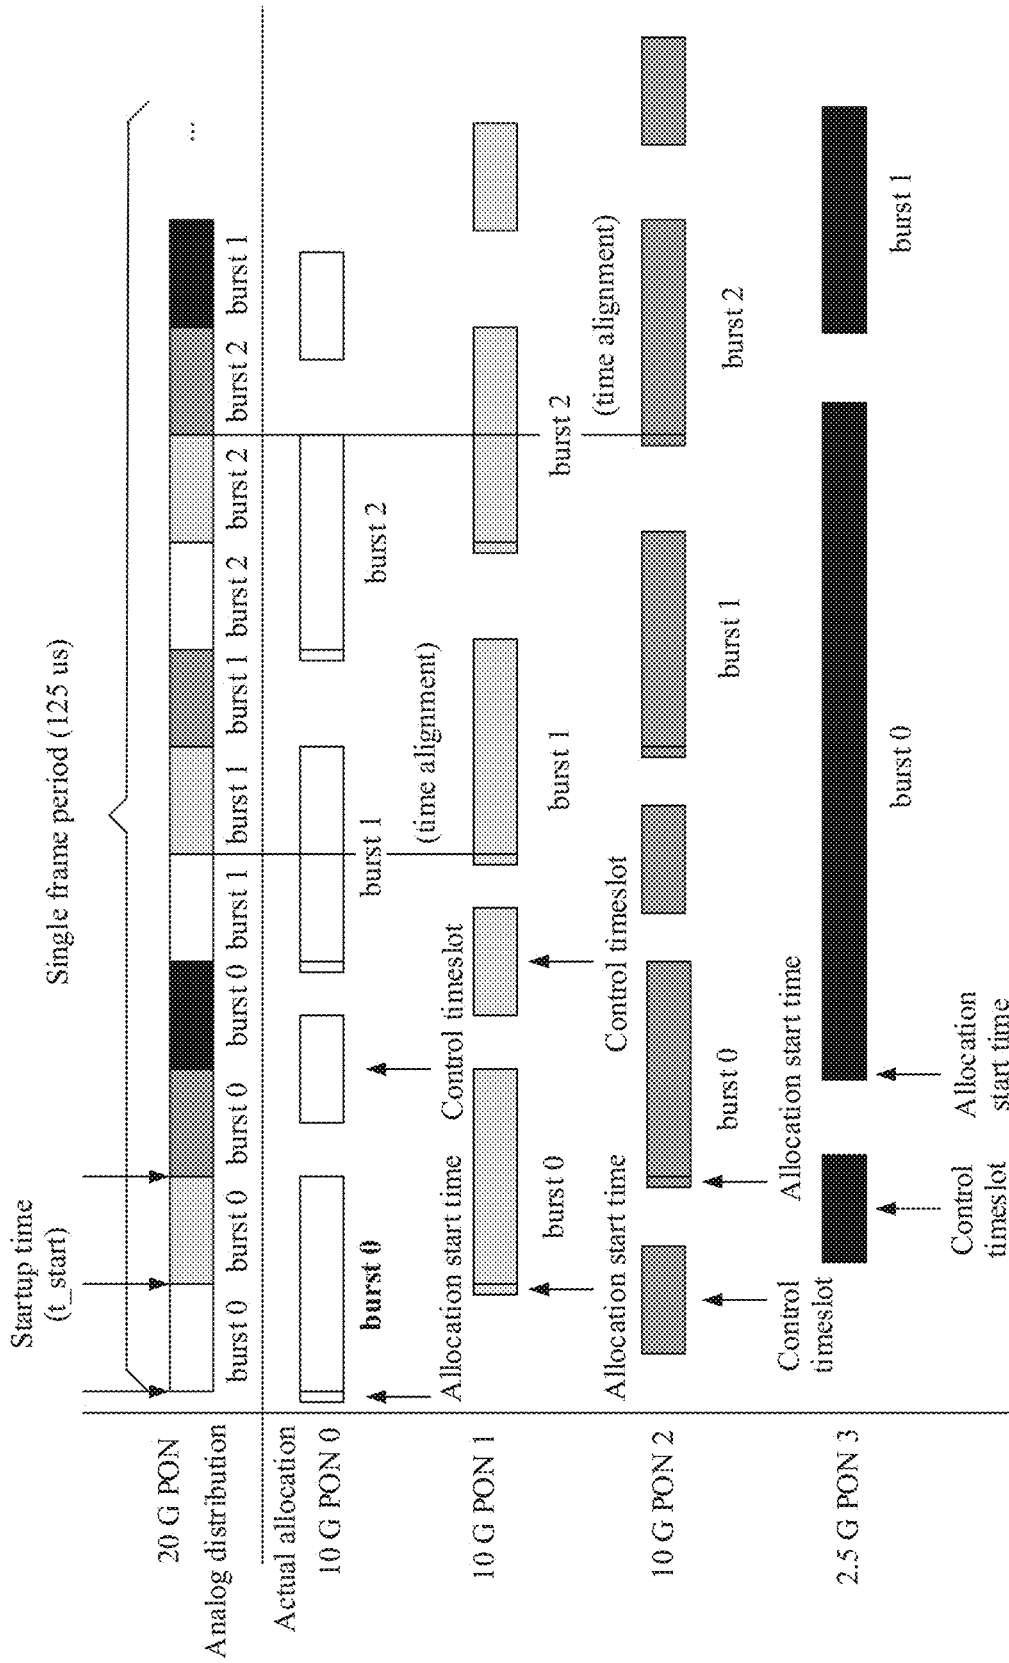 Startup time
(t_start)
Single frame period (125 us)
20 G PON
Analog distribution
...
burst 0
burst 0
burst 0
burst 0
burst 1
burst 1
burst 1
burst 2
burst 2
burst 2
burst 1
Actual allocation
10 G PON 0
burst 0
burst 1
burst 2
Allocation start time
Control timeslot
(time alignment)
10 G PON 1
burst 0
burst 1
burst 2
Allocation start time
Control timeslot
(time alignment)
10 G PON 2
burst 0
burst 1
burst 2
Control
timeslot
Allocation start time
2.5 G PON 3
burst 0
burst 1
Control
timeslot
Allocation
start time